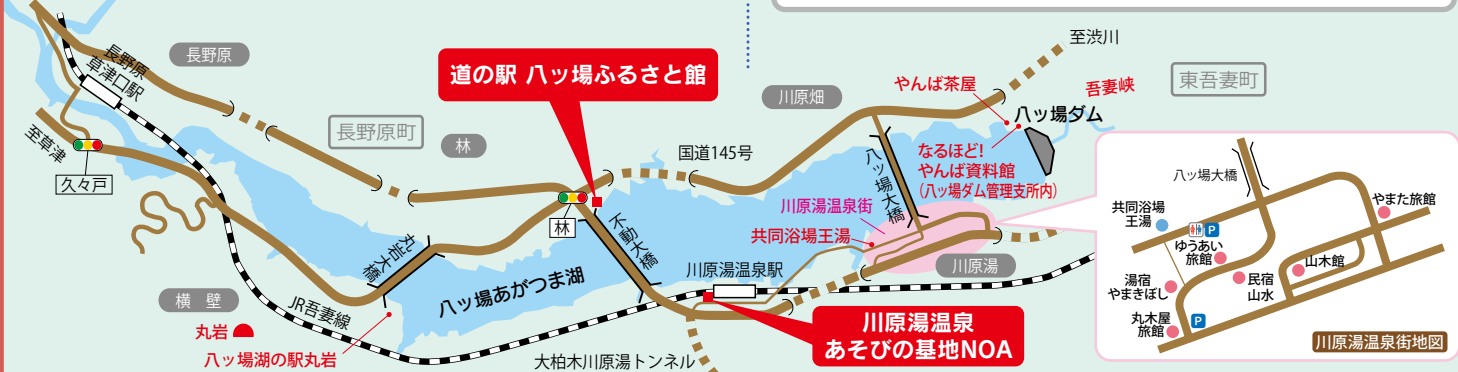 長野原
長野原
草津口駅
至草津
久々戸
長野原町
林
道の駅 八ッ場ふるさと館
林
国道145号
川原畑
至渋川
やんば茶屋
吾妻峡
東吾妻町
八ッ場ダム
なるほど!
やんば資料館
(八ッ場ダム管理支所内)
八ッ場大橋
川原湯温泉街
共同浴場王湯
川原湯
不動大橋
川原湯温泉駅
丸岩大橋
八ッ場あがつま湖
JR吾妻線
横 壁
丸岩
八ッ場湖の駅丸岩
大柏木川原湯トンネル
川原湯温泉
あそびの基地NOA
八ッ場大橋
共同浴場
王湯
P
ゆうあい
旅館
やまた旅館
湯宿
やまきぼし
民宿
山水
山木館
丸木屋
旅館
P
川原湯温泉街地図